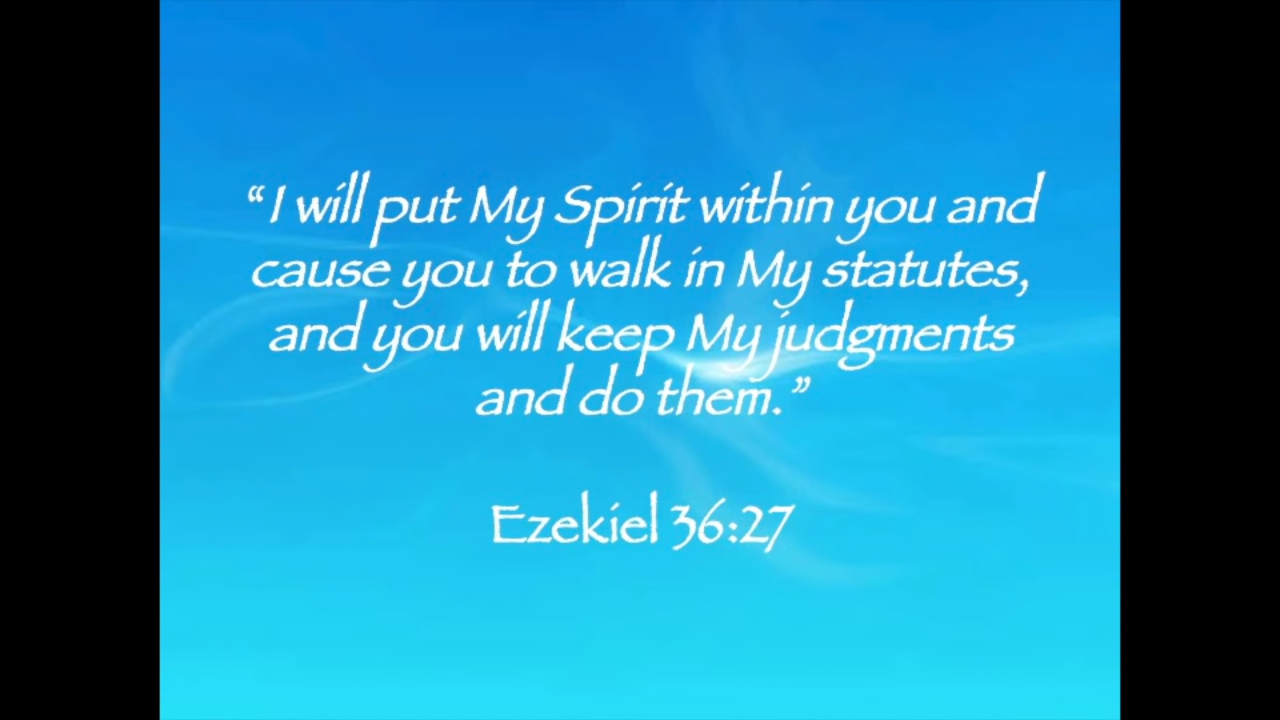 “I will put My Spirit within you and
cause you to walk in My statutes,
and you will keep My judgments
and do them.”
Ezekiel 36:27